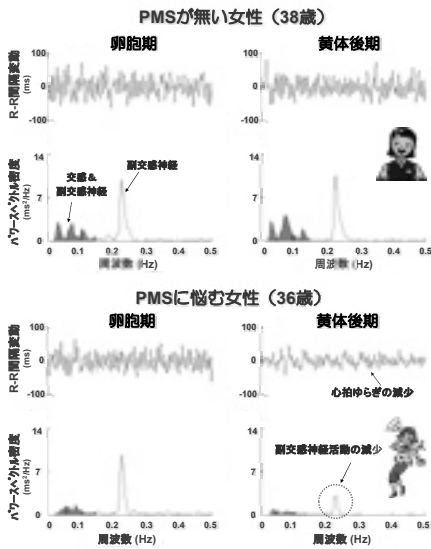 PMSが無い女性（38歳）
卵胞期
黄体後期
R-R間隔変動
(ms)
100
0
-100
100
0
-100
パワースペクトル密度
(ms²/Hz)
14
7
0
交感＆
副交感神経
副交感神経
14
7
0
0 0.1 0.2 0.3 0.4 0.5
周波数 (Hz)
0 0.1 0.2 0.3 0.4 0.5
周波数 (Hz)
PMSに悩む女性（36歳）
卵胞期
黄体後期
R-R間隔変動
(ms)
100
0
-100
100
0
-100
心拍ゆらぎの減少
パワースペクトル密度
(ms²/Hz)
14
7
0
14
7
0
副交感神経活動の減少
0 0.1 0.2 0.3 0.4 0.5
周波数 (Hz)
0 0.1 0.2 0.3 0.4 0.5
周波数 (Hz)